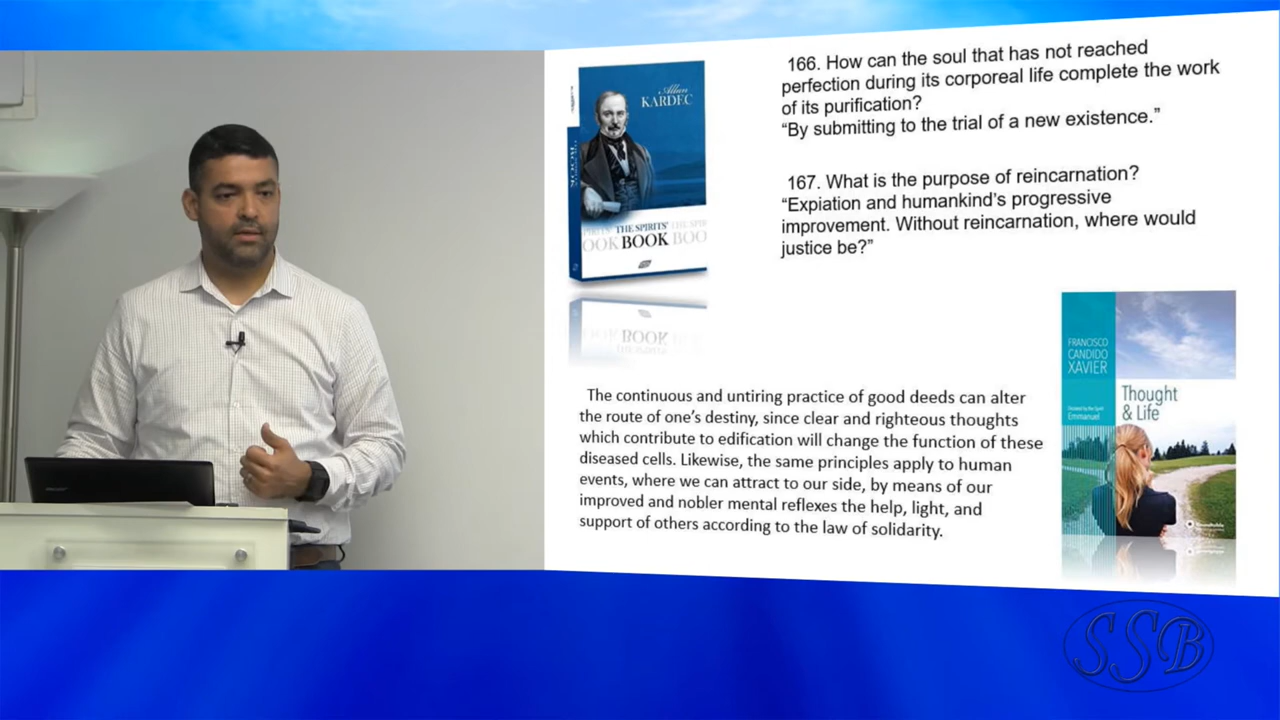 166. How can the soul that has not reached
perfection during its corporeal life complete the work
of its purification?
“By submitting to the trial of a new existence.”
167. What is the purpose of reincarnation?
“Expiation and humankind’s progressive
improvement. Without reincarnation, where would
justice be?”
Allan
KARDEC
THE SPIRITS’
BOOK
BOOK
FRANCISCO
CANDIDO
XAVIER
Thought
& Life
Emmanuel
The continuous and untiring practice of good deeds can alter
the route of one’s destiny, since clear and righteous thoughts
which contribute to edification will change the function of these
diseased cells. Likewise, the same principles apply to human
events, where we can attract to our side, by means of our
improved and nobler mental reflexes the help, light, and
support of others according to the law of solidarity.
SSB